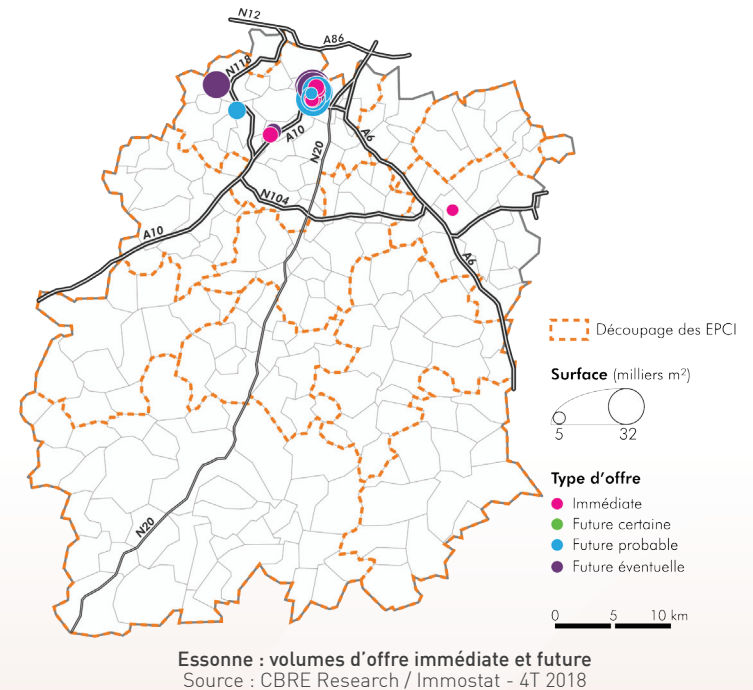 N12
A86
N118
A10
N20
A6
N104
A10
A6
N20
Découpage des EPCI
Surface (milliers m²)
5 32
Type d'offre
Immédiate
Future certaine
Future probable
Future éventuelle
0 5 10 km
Essonne : volumes d'offre immédiate et future
Source : CBRE Research / Immostat - 4T 2018